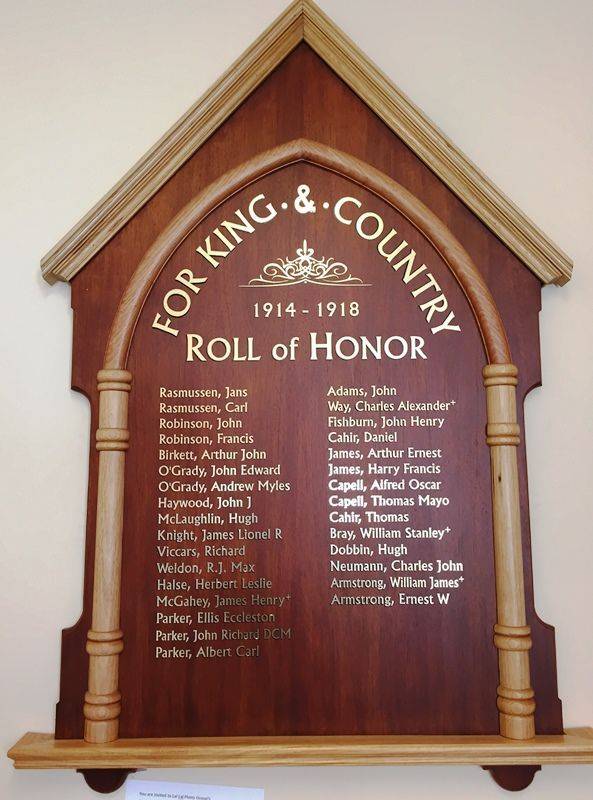 FOR KING · & · COUNTRY
1914 - 1918
ROLL of HONOR
Rasmussen, Jans
Rasmussen, Carl
Robinson, John
Robinson, Francis
Birkett, Arthur John
O'Grady, John Edward
O'Grady, Andrew Myles
Haywood, John J
McLaughlin, Hugh
Knight, James Lionel R
Viccars, Richard
Weldon, R.J. Max
Halse, Herbert Leslie
McGahey, James Henry+
Parker, Ellis Eccleston
Parker, John Richard DCM
Parker, Albert Carl
Adams, John
Way, Charles Alexander+
Fishburn, John Henry
Cahir, Daniel
James, Arthur Ernest
James, Harry Francis
Capell, Alfred Oscar
Capell, Thomas Mayo
Cahir, Thomas
Bray, William Stanley+
Dobbin, Hugh
Neumann, Charles John
Armstrong, William James+
Armstrong, Ernest W
You are invited to